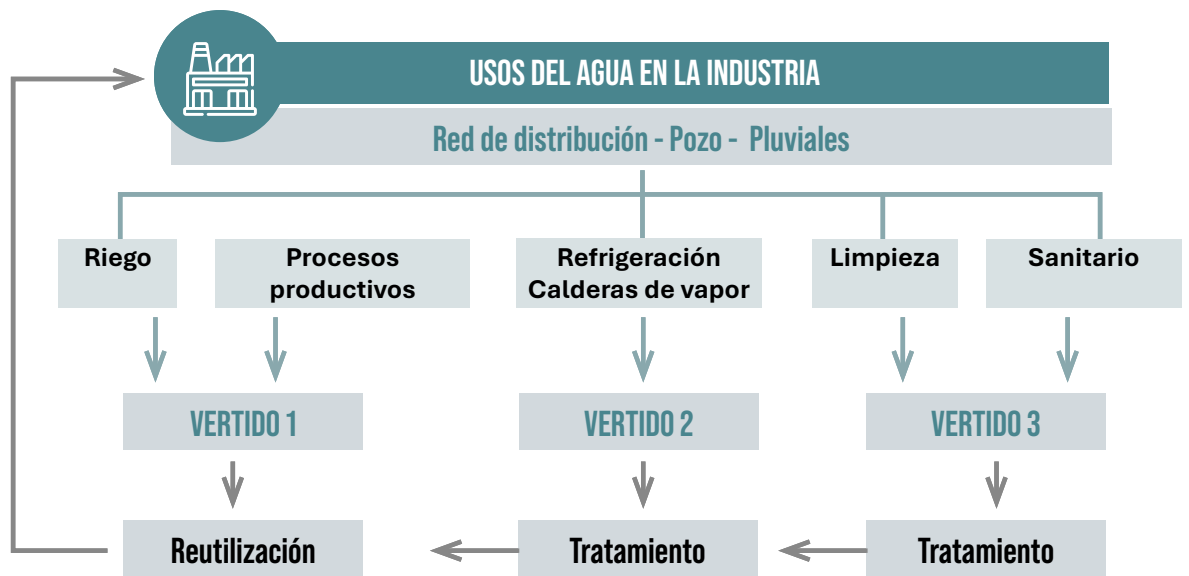 USOS DEL AGUA EN LA INDUSTRIA
Red de distribución - Pozo - Pluviales
Riego
Procesos
productivos
Refrigeración
Calderas de vapor
Limpieza
Sanitario
VERTIDO 1
VERTIDO 2
VERTIDO 3
Reutilización
Tratamiento
Tratamiento